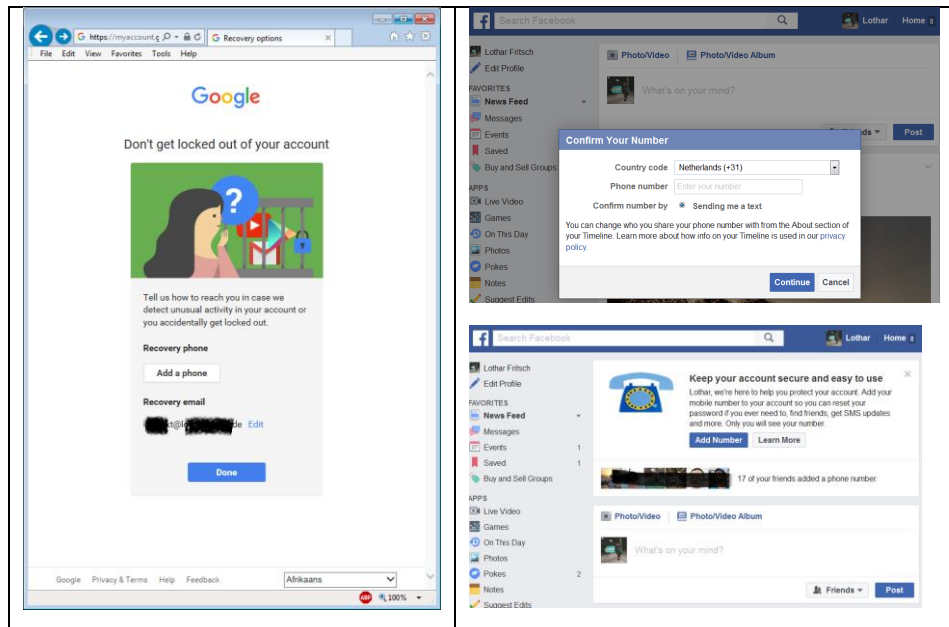 https://myaccount.g
Recovery options
File Edit View Favorites Tools Help
Google
Don't get locked out of your account
?
Tell us how to reach you in case we
detect unusual activity in your account or
you accidentally get locked out.
Recovery phone
Add a phone
Recovery email
de Edit
Done
Google Privacy & Terms Help Feedback Afrikaans
ABP 100%
Search Facebook Lothar Home 8
Lothar Fritsch
Edit Profile
FAVORITES
News Feed
Messages
Events
Saved
Buy and Sell Groups
APPS
Live Video
Games
On This Day
Photos
Pokes
Notes
Suggest Edits
Photo/Video Photo/Video Album
What's on your mind?
Post
Confirm Your Number
Country code Netherlands (+31)
Phone number Enter your number
Confirm number by Sending me a text
You can change who you share your phone number with from the About section of
your Timeline. Learn more about how info on your Timeline is used in our privacy
policy.
Continue Cancel
Search Facebook Lothar Home 8
Lothar Fritsch
Edit Profile
FAVORITES
News Feed
Messages
Events 1
Saved 1
Buy and Sell Groups
APPS
Live Video
Games
On This Day
Photos
Pokes 2
Notes
Suggest Edits
Keep your account secure and easy to use
Lothar, we're here to help you protect your account. Add your
mobile number to your account so you can reset your
password if you ever need to, find friends, get SMS updates
and more. Only you will see your number.
Add Number Learn More
17 of your friends added a phone number.
Photo/Video Photo/Video Album
What's on your mind?
Friends Post